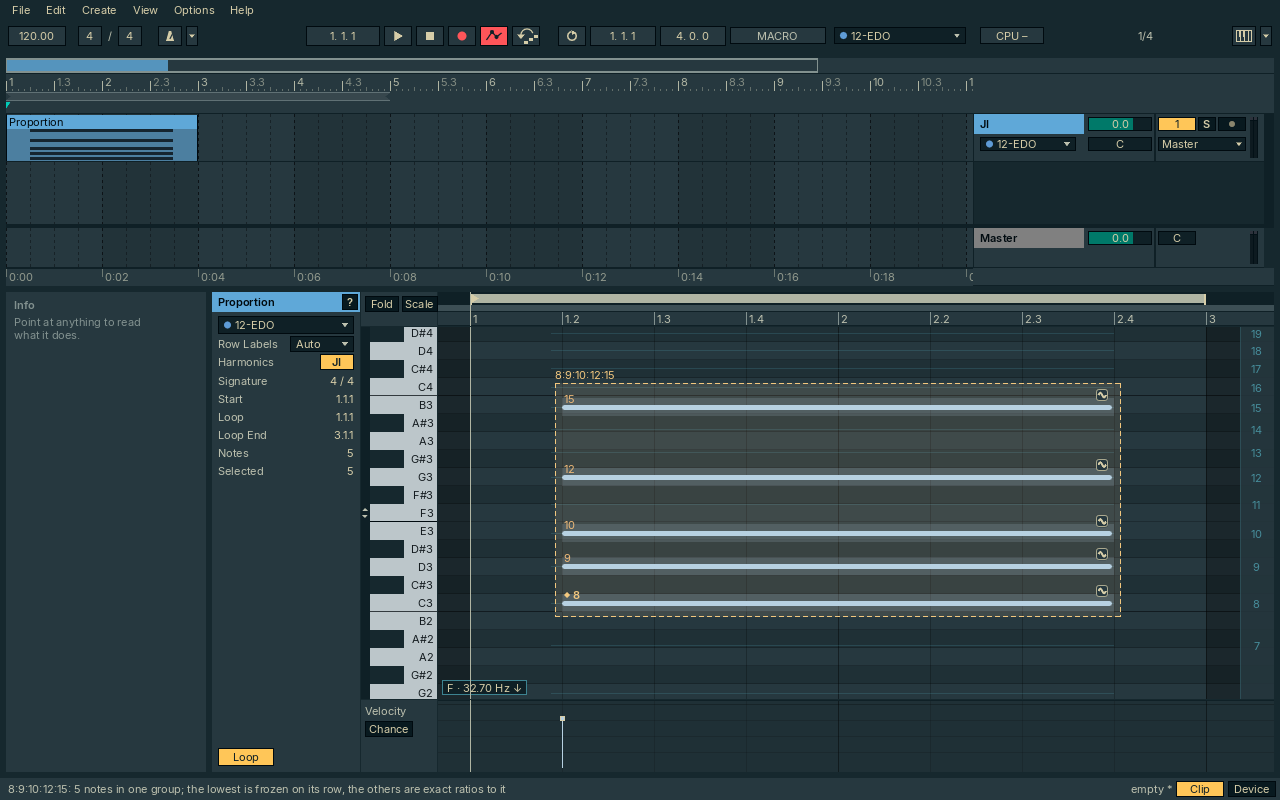 File Edit Create View Options Help
120.00 4 / 4 1. 1. 1 1. 1. 1 4. 0. 0 MACRO 12-EDO CPU – 1/4
1 1.3 2 2.3 3 3.3 4 4.3 5 5.3 6 6.3 7 7.3 8 8.3 9 9.3 10 10.3 1
Proportion
JI 0.0 1 S
12-EDO C Master
Master 0.0 C
0:00 0:02 0:04 0:06 0:08 0:10 0:12 0:14 0:16 0:18
Info
Point at anything to read
what it does.
Proportion ?
12-EDO
Row Labels Auto
Harmonics JI
Signature 4 / 4
Start 1.1.1
Loop 1.1.1
Loop End 3.1.1
Notes 5
Selected 5
Loop
Fold Scale
1 1.2 1.3 1.4 2 2.2 2.3 2.4 3
D#4 19
D4 18
C#4 17
8:9:10:12:15
C4 16
B3 15 15
A#3 14
A3
G#3 13
G3 12 12
F#3
F3 11
E3 10 10
D#3
D3 9 9
C#3
C3 8 8
B2
A#2 7
A2
G#2
G2
F · 32.70 Hz ↓
Velocity
Chance
8:9:10:12:15: 5 notes in one group; the lowest is frozen on its row, the others are exact ratios to it
empty * Clip Device